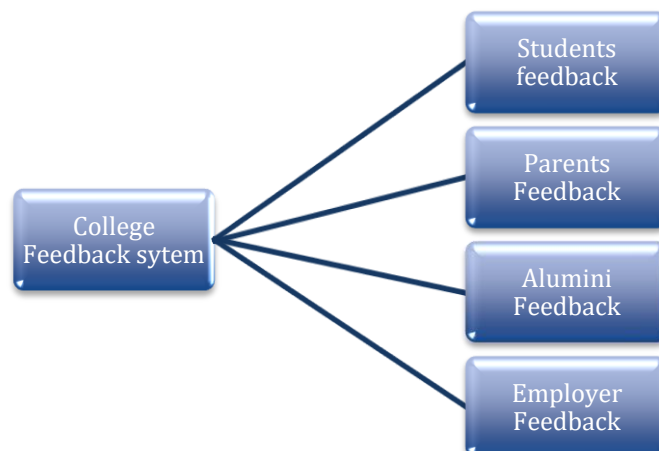 College
Feedback sytem
Students
feedback
Parents
Feedback
Alumini
Feedback
Employer
Feedback